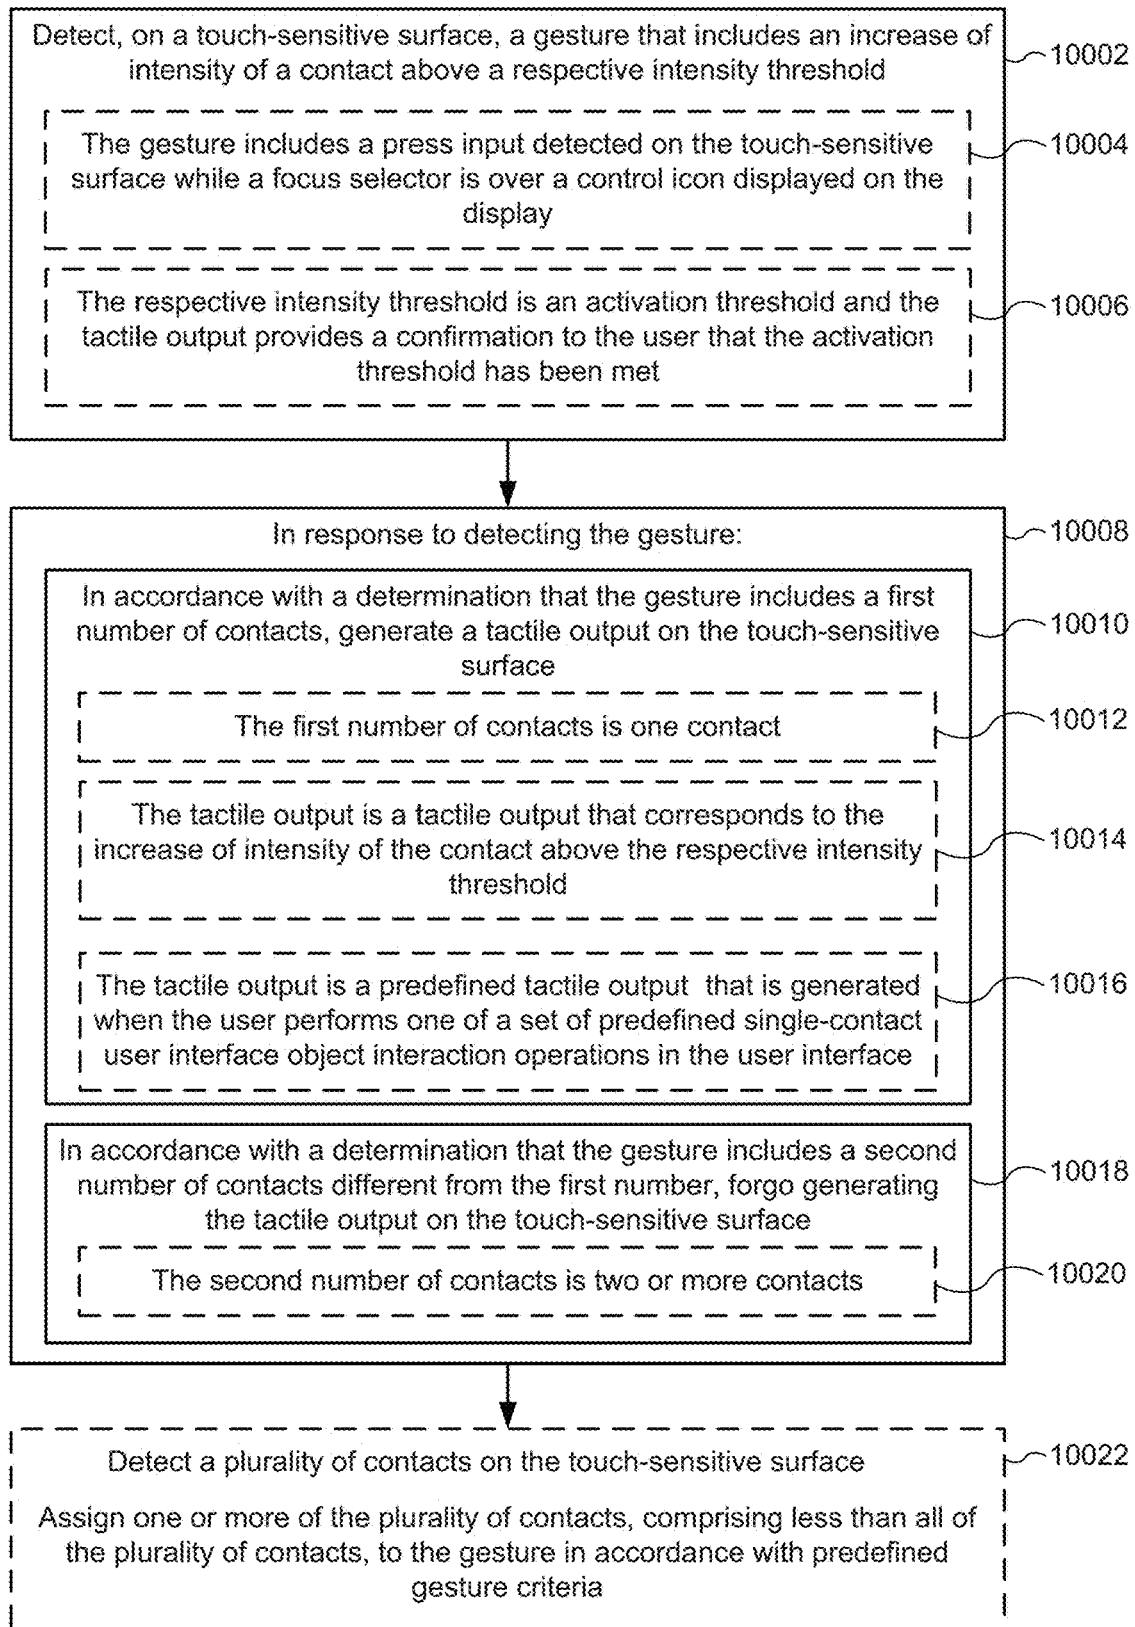 Detect, on a touch-sensitive surface, a gesture that includes an increase of
intensity of a contact above a respective intensity threshold
10002
The gesture includes a press input detected on the touch-sensitive
surface while a focus selector is over a control icon displayed on the
display
10004
The respective intensity threshold is an activation threshold and the
tactile output provides a confirmation to the user that the activation
threshold has been met
10006
In response to detecting the gesture:
10008
In accordance with a determination that the gesture includes a first
number of contacts, generate a tactile output on the touch-sensitive
surface
10010
The first number of contacts is one contact
10012
The tactile output is a tactile output that corresponds to the
increase of intensity of the contact above the respective intensity
threshold
10014
The tactile output is a predefined tactile output that is generated
when the user performs one of a set of predefined single-contact
user interface object interaction operations in the user interface
10016
In accordance with a determination that the gesture includes a second
number of contacts different from the first number, forgo generating
the tactile output on the touch-sensitive surface
10018
The second number of contacts is two or more contacts
10020
Detect a plurality of contacts on the touch-sensitive surface
10022
Assign one or more of the plurality of contacts, comprising less than all of
the plurality of contacts, to the gesture in accordance with predefined
gesture criteria